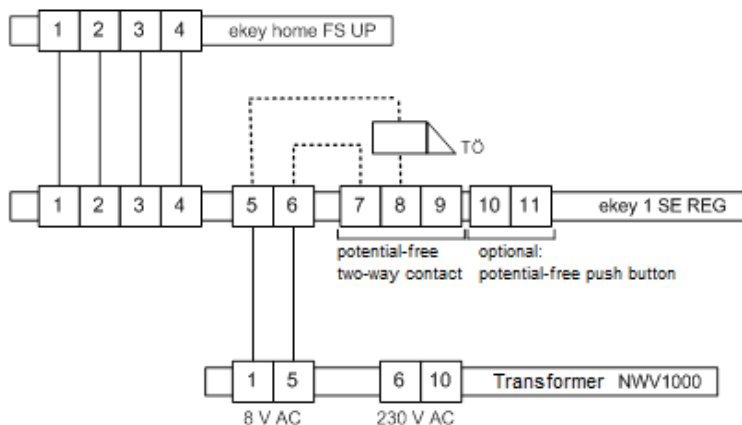 1 2 3 4 ekey home FS UP
TÖ
1 2 3 4 5 6 7 8 9 10 11 ekey 1 SE REG
potential-free optional:
two-way contact potential-free push button
1 5 6 10 Transformer NWV1000
8 V AC 230 V AC